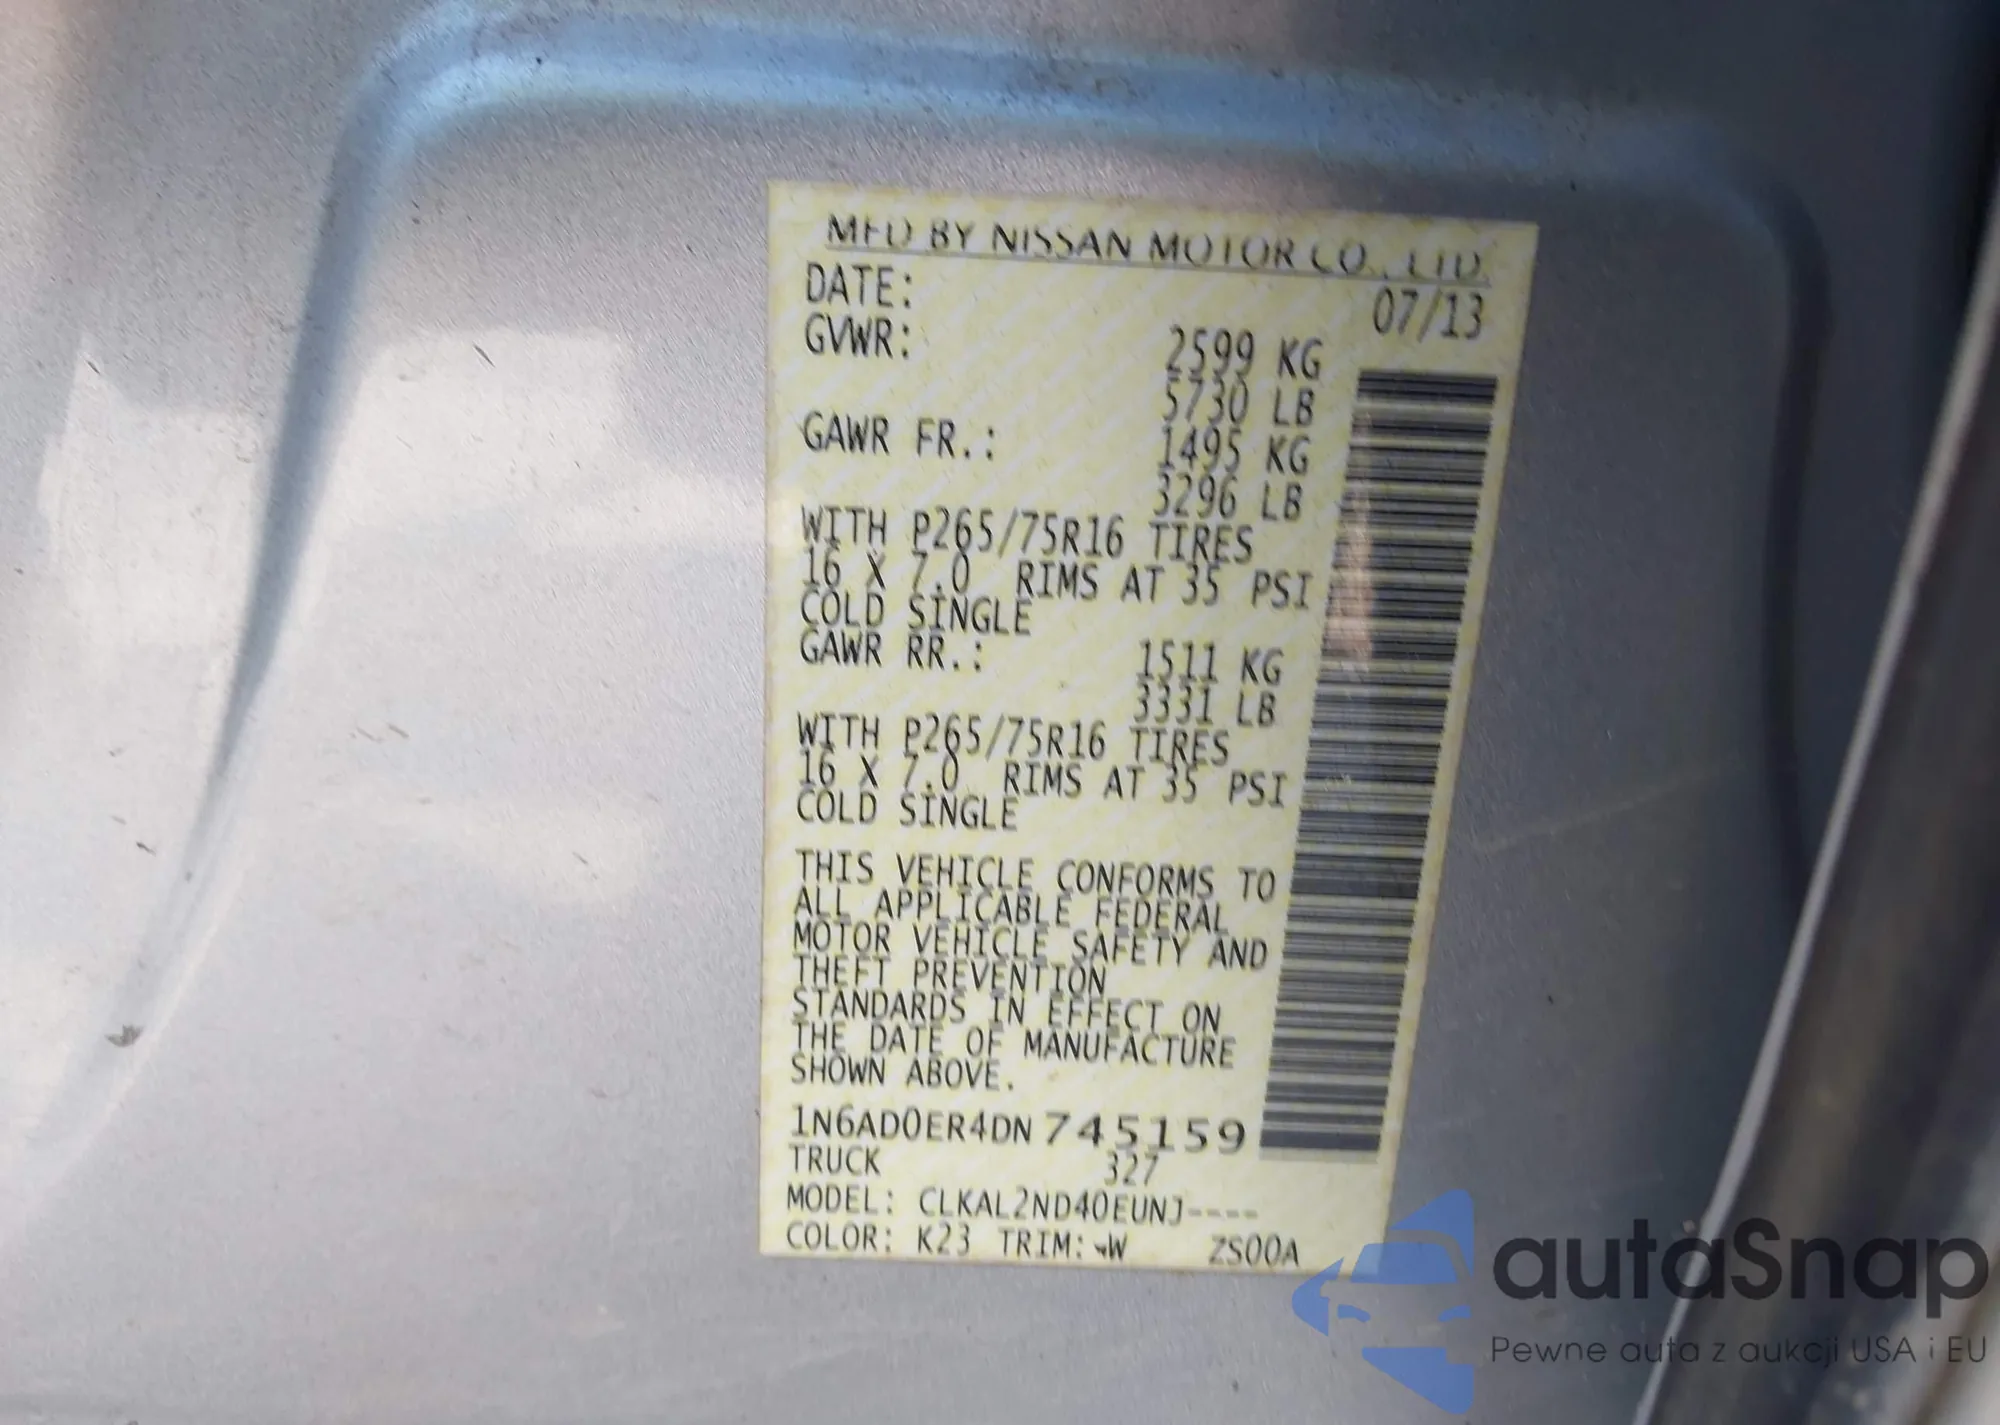 MFD BY NISSAN MOTOR CO., LTD.
DATE: 07/13
GVWR: 2599 KG
5730 LB
GAWR FR.: 1495 KG
3296 LB
WITH P265/75R16 TIRES
16 X 7.0 RIMS AT 35 PSI
COLD SINGLE
GAWR RR.: 1511 KG
3331 LB
WITH P265/75R16 TIRES
16 X 7.0 RIMS AT 35 PSI
COLD SINGLE
THIS VEHICLE CONFORMS TO
ALL APPLICABLE FEDERAL
MOTOR VEHICLE SAFETY AND
THEFT PREVENTION
STANDARDS IN EFFECT ON
THE DATE OF MANUFACTURE
SHOWN ABOVE.
1N6AD0ER4DN 745159
TRUCK 327
MODEL: CLKAL2ND40EUNJ----
COLOR: K23 TRIM: W ZS00A
autaSnap
Pewne auta z aukcji USA i EU